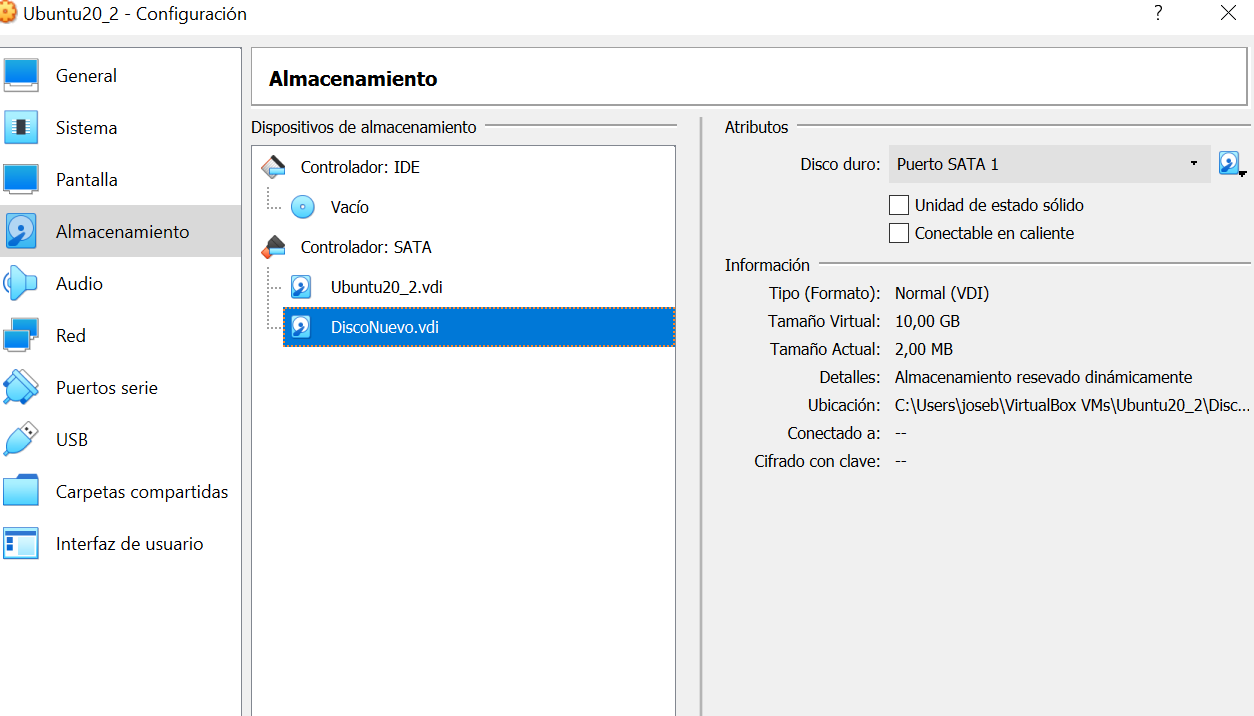 Ubuntu20_2 - Configuración
?
General
Sistema
Pantalla
Almacenamiento
Audio
Red
Puertos serie
USB
Carpetas compartidas
Interfaz de usuario
Almacenamiento
Dispositivos de almacenamiento
Controlador: IDE
Vacío
Controlador: SATA
Ubuntu20_2.vdi
DiscoNuevo.vdi
Atributos
Disco duro: Puerto SATA 1
Unidad de estado sólido
Conectable en caliente
Información
Tipo (Formato): Normal (VDI)
Tamaño Virtual: 10,00 GB
Tamaño Actual: 2,00 MB
Detalles: Almacenamiento resevado dinámicamente
Ubicación: C:\Users\joseb\VirtualBox VMs\Ubuntu20_2\Disc...
Conectado a: --
Cifrado con clave: --